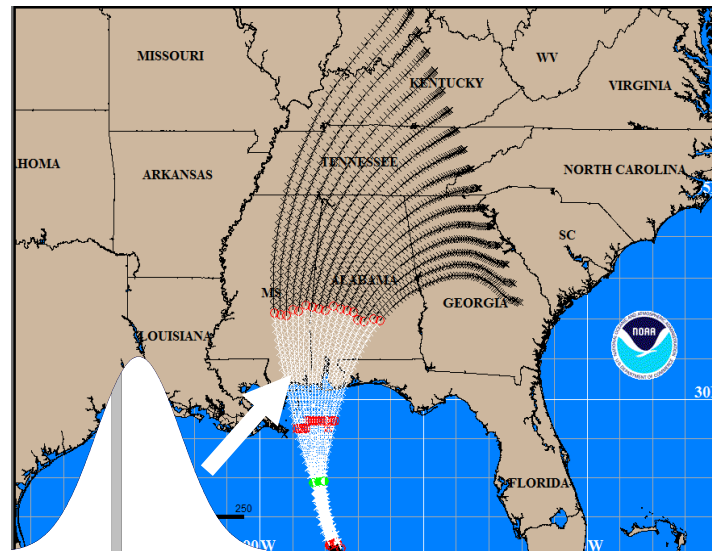 MISSOURI
WV
KENTUCKY
VIRGINIA
HOMA
ARKANSAS
TENNESSEE
NORTH CAROLINA
SC
MS
ALABAMA
GEORGIA
LOUISIANA
NOAA
30
FLORIDA
250
W
W